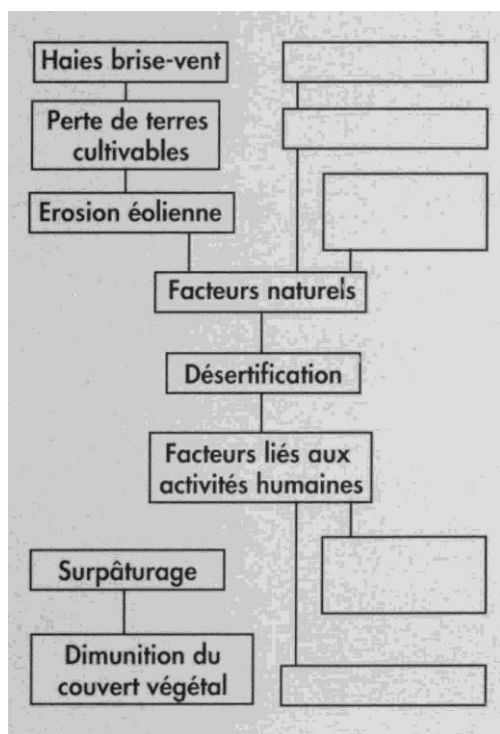 Haies brise-vent
Perte de terres
cultivables
Erosion éolienne
Facteurs naturels
Désertification
Facteurs liés aux
activités humaines
Surpâturage
Dimunition du
couvert végétal